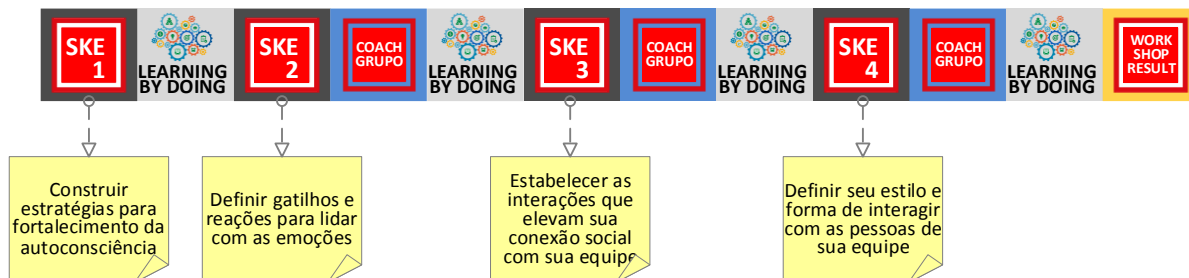 SKE
1
LEARNING
BY DOING
SKE
2
COACH
GRUPO
LEARNING
BY DOING
SKE
3
COACH
GRUPO
LEARNING
BY DOING
SKE
4
COACH
GRUPO
LEARNING
BY DOING
WORK
SHOP
RESULT
Construir
estratégias para
fortalecimento da
autoconsciência
Definir gatilhos e
reações para lidar
com as emoções
Estabelecer as
interações que
elevam sua
conexão social
com sua equipe
Definir seu estilo e
forma de interagir
com as pessoas de
sua equipe